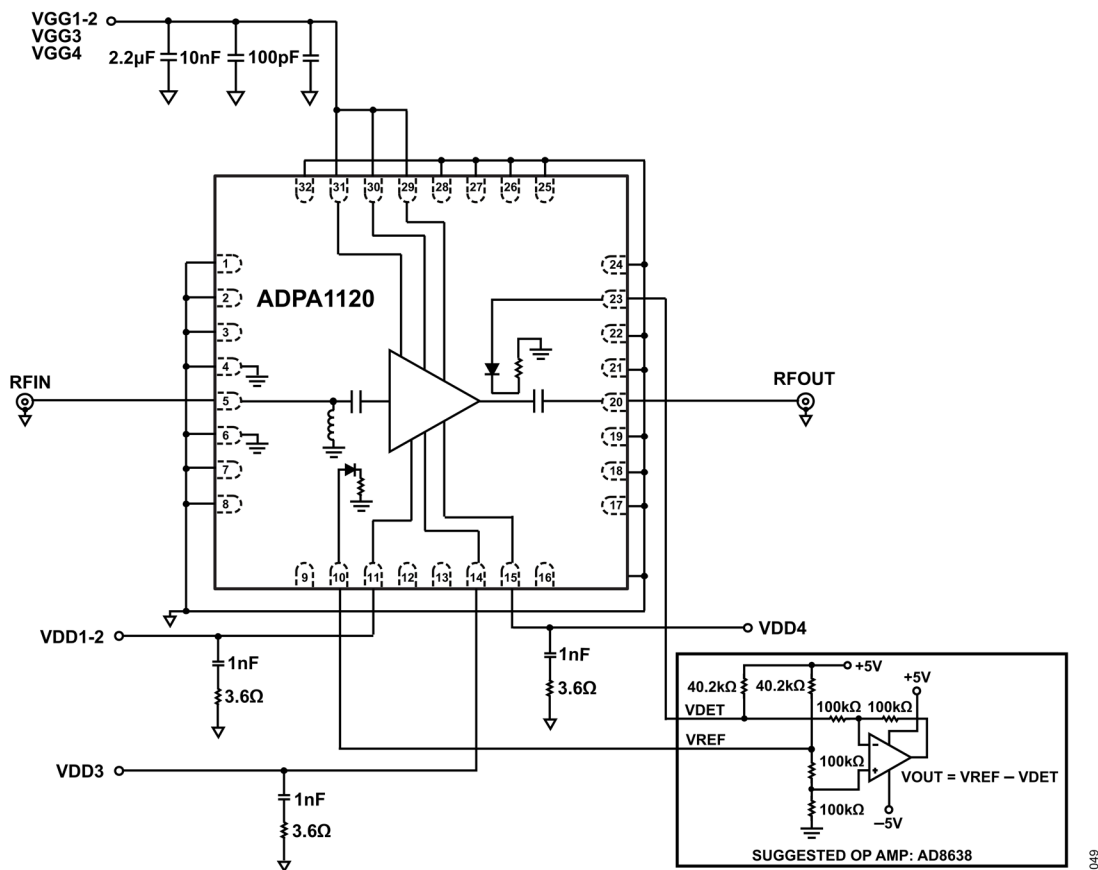 VGG1-2
VGG3
VGG4
2.2µF
10nF
100pF
32
31
30
29
28
27
26
25
1
2
3
4
5
6
7
8
ADPA1120
24
23
22
21
20
19
18
17
RFIN
RFOUT
9
10
11
12
13
14
15
16
VDD1-2
1nF
3.6Ω
VDD4
1nF
3.6Ω
VDD3
1nF
3.6Ω
+5V
+5V
40.2kΩ
40.2kΩ
VDET
100kΩ
100kΩ
VREF
−
+
100kΩ
VOUT = VREF – VDET
100kΩ
–5V
SUGGESTED OP AMP: AD8638
049